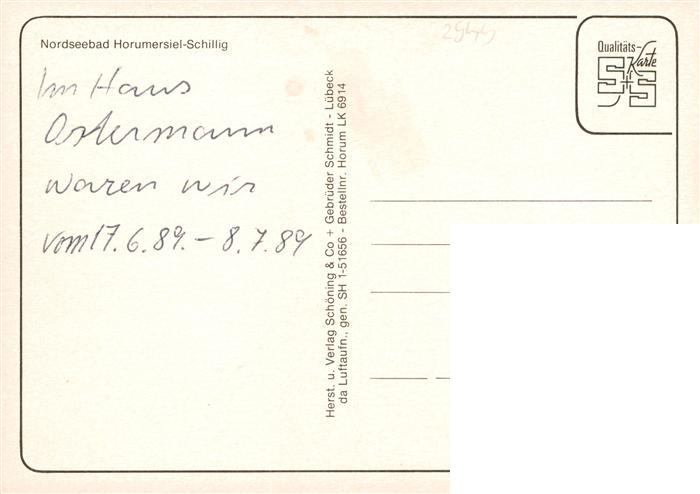 Nordseebad Horumersiel-Schillig
2944
Qualitäts-
Karte
S+S
Im Haus
Ostermann
waren wir
vom 17.6.89. - 8.7.89
Herst. u. Verlag Schöning & Co + Gebrüder Schmidt - Lübeck
da Luftaufn., gen. SH 1-51656 - Bestellnr. Horum LK 6914